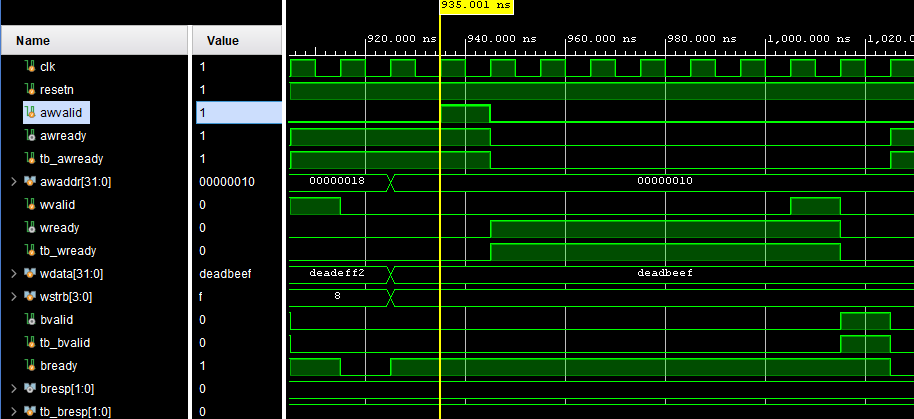 935.001 ns
Name Value 920.000 ns 940.000 ns 960.000 ns 980.000 ns 1,000.000 ns 1,020.
clk 1
resetn 1
awvalid 1
awready 1
tb_awready 1
awaddr[31:0] 00000010 00000018 00000010
wvalid 0
wready 0
tb_wready 0
wdata[31:0] deadbeef deadeff2 deadbeef
wstrb[3:0] f 8
bvalid 0
tb_bvalid 0
bready 1
bresp[1:0] 0
tb_bresp[1:0] 0